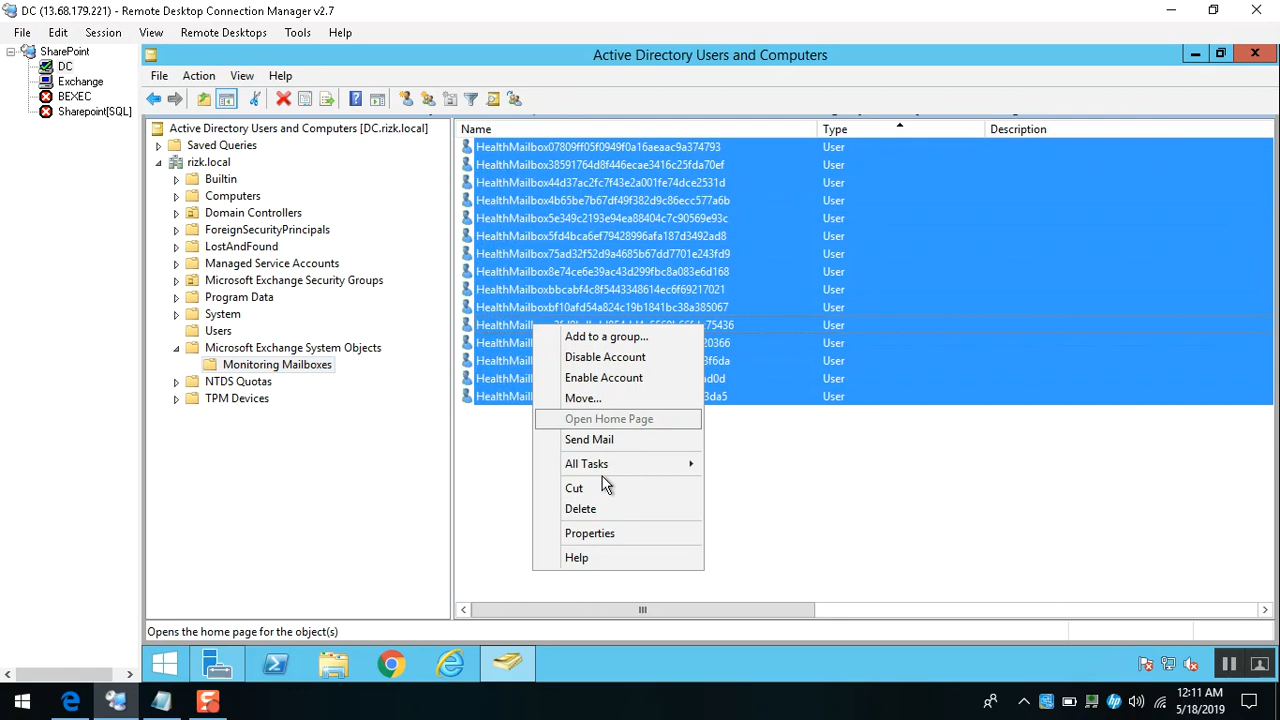 DC (13.68.179.221) - Remote Desktop Connection Manager v2.7
File Edit Session View Remote Desktops Tools Help
SharePoint
DC
Exchange
BEXEC
Sharepoint[SQL]
Active Directory Users and Computers
File Action View Help
Active Directory Users and Computers [DC.rizk.local]
Saved Queries
rizk.local
Builtin
Computers
Domain Controllers
ForeignSecurityPrincipals
LostAndFound
Managed Service Accounts
Microsoft Exchange Security Groups
Program Data
System
Users
Microsoft Exchange System Objects
Monitoring Mailboxes
NTDS Quotas
TPM Devices
Name Type Description
HealthMailbox07809ff05f0949f0a16aeaac9a374793 User
HealthMailbox38591764d8f446ecae3416c25fda70ef User
HealthMailbox44d37ac2fc7f43e2a001fe74dce2531d User
HealthMailbox4b65be7b67df49f382d9c86ecc577a6b User
HealthMailbox5e349c2193e94ea88404c7c90569e93c User
HealthMailbox5fd4bca6ef79428996afa187d3492ad8 User
HealthMailbox75ad32f52d9a4685b67dd7701e243fd9 User
HealthMailbox8e74ce6e39ac43d299fbc8a083e6d168 User
HealthMailboxbbcabf4c8f5443348614ec6f69217021 User
HealthMailboxbf10afd54a824c19b1841bc38a385067 User
User
User
User
User
User
Add to a group...
Disable Account
Enable Account
Move...
Open Home Page
Send Mail
All Tasks
Cut
Delete
Properties
Help
Opens the home page for the object(s)
12:11 AM
5/18/2019